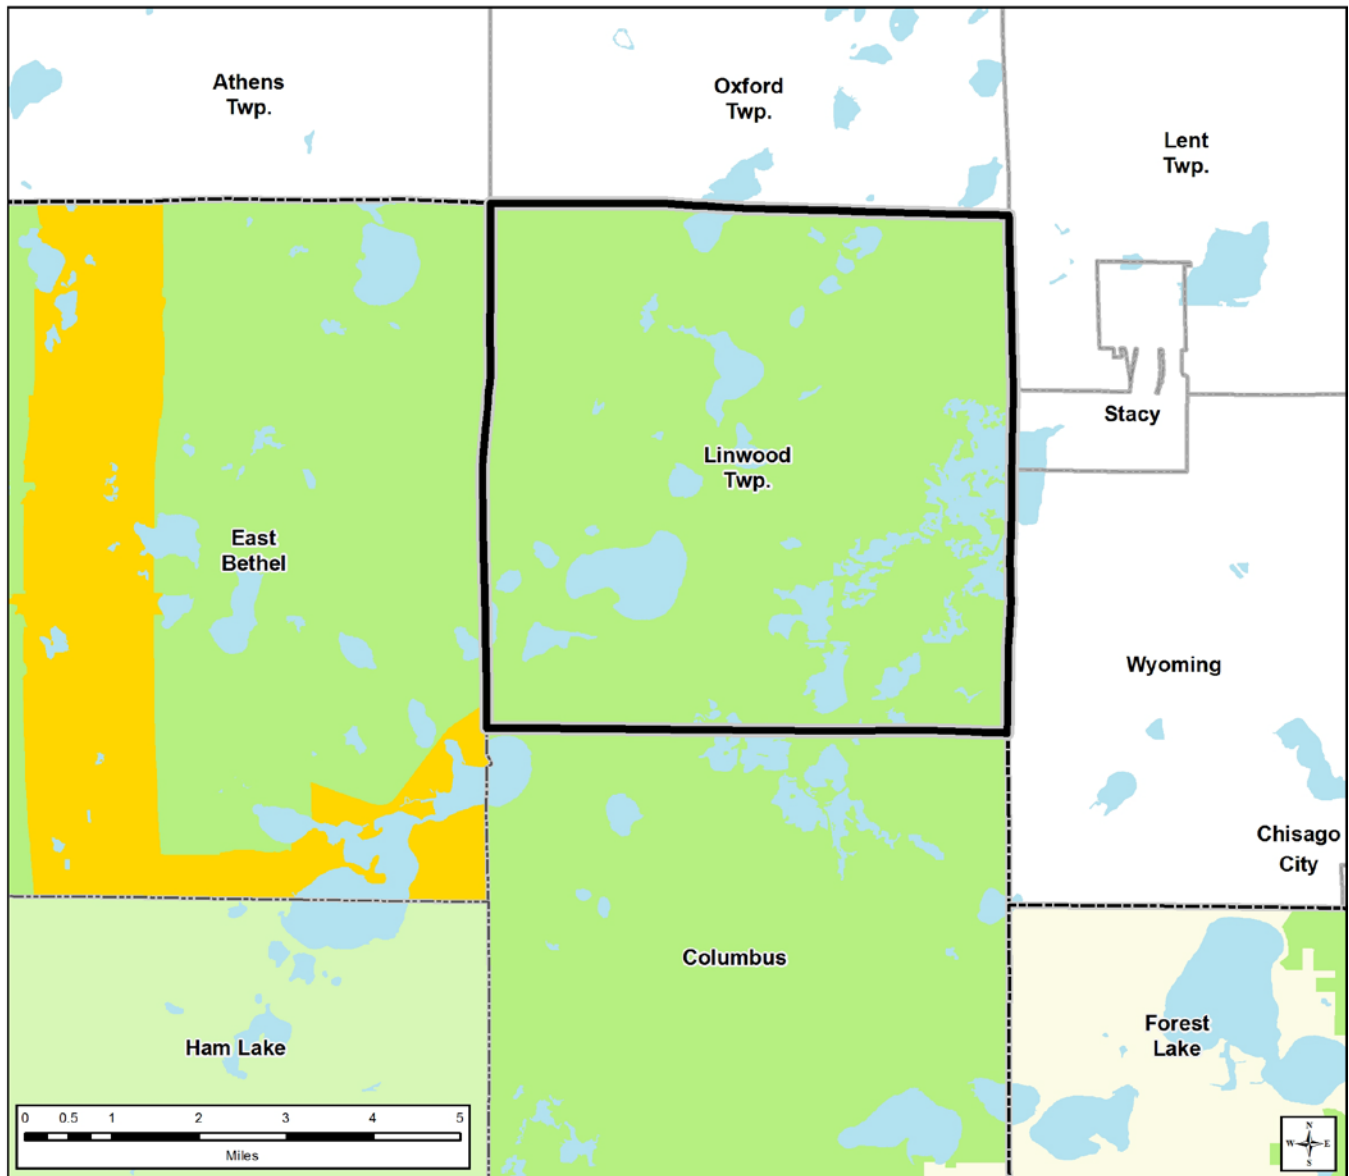 Athens
Twp.
Oxford
Twp.
Lent
Twp.
Stacy
Linwood
Twp.
East
Bethel
Wyoming
Chisago
City
Columbus
Forest
Lake
Ham Lake
0 0.5 1 2 3 4 5
Miles
N
W E
S